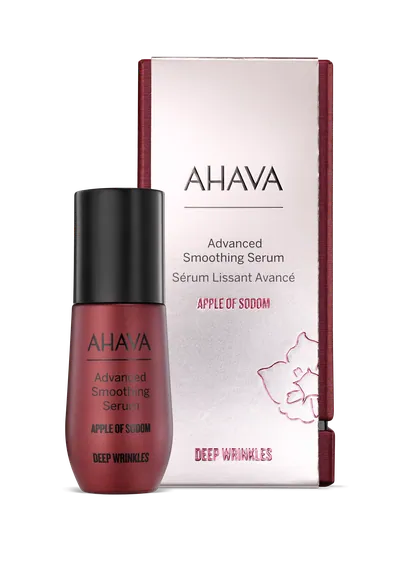 AHAVA
Advanced
Smoothing Serum
Sérum Lissant Avancé
APPLE OF SODOM
DEEP WRINKLES
AHAVA
Advanced
Smoothing
Serum
APPLE OF SODOM
DEEP WRINKLES